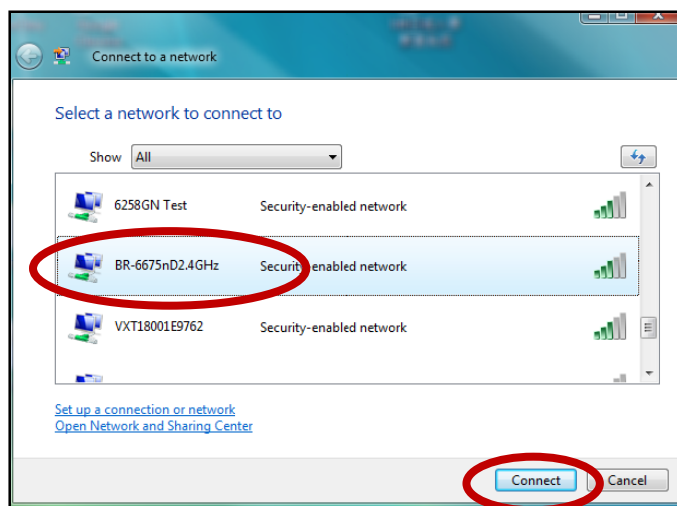 Connect to a network
Select a network to connect to
Show All
6258GN Test Security-enabled network
BR-6675nD2.4GHz Security-enabled network
VXT18001E9762 Security-enabled network
Set up a connection or network
Open Network and Sharing Center
Connect Cancel